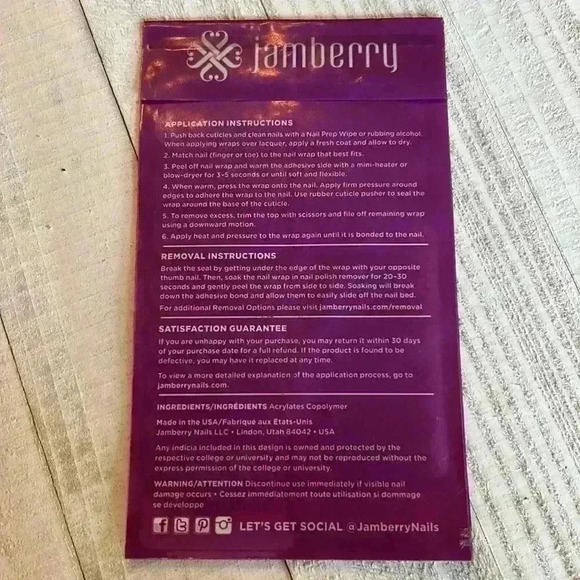 jamberry
APPLICATION INSTRUCTIONS
1. Push back cuticles and clean nails with a Nail Prep Wipe or rubbing alcohol.
When applying wraps over lacquer, apply a fresh coat and allow to dry.
2. Match nail (finger or toe) to the nail wrap that best fits.
3. Peel off nail wrap and warm the adhesive side with a mini-heater or
blow-dryer for 3-5 seconds or until soft and flexible.
4. When warm, press the wrap onto the nail. Apply firm pressure around
edges to adhere the wrap to the nail. Use rubber cuticle pusher to seal the
wrap around the base of the cuticle.
5. To remove excess, trim the top with scissors and file off remaining wrap
using a downward motion.
6. Apply heat and pressure to the wrap again until it is bonded to the nail.
REMOVAL INSTRUCTIONS
Break the seal by getting under the edge of the wrap with your opposite
thumb nail. Then, soak the nail wrap in nail polish remover for 20-30
seconds and gently peel the wrap from side to side. Soaking will break
down the adhesive bond and allow them to easily slide off the nail bed.
For additional Removal Options please visit jamberrynails.com/removal
SATISFACTION GUARANTEE
If you are unhappy with your purchase, you may return it within 30 days
of your purchase date for a full refund. If the product is found to be
defective, you may have it replaced at any time.
To view a more detailed explanation of the application process, go to
jamberrynails.com.
INGREDIENTS/INGRÉDIENTS Acrylates Copolymer
Made in the USA/Fabriqué aux États-Unis
Jamberry Nails LLC • Lindon, Utah 84042 • USA
Any indicia included in this design is owned and protected by the
respective college or university and may not be reproduced without the
express permission of the college or university.
WARNING/ATTENTION Discontinue use immediately if visible nail
damage occurs • Cessez immédiatement toute utilisation si dommage
se développe
LET'S GET SOCIAL @JamberryNails